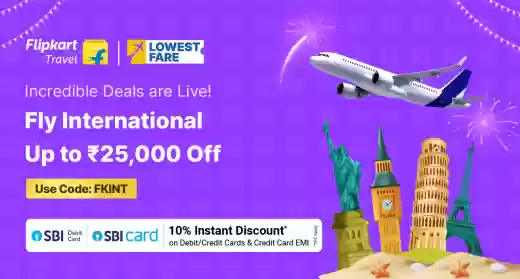 Flipkart
Travel
LOWEST
FARE
Incredible Deals are Live!
Fly International
Up to ₹25,000 Off
Use Code: FKINT
SBI Debit Card
SBI card
10% Instant Discount*
on Debit/Credit Cards & Credit Card EMI
*T&C Apply